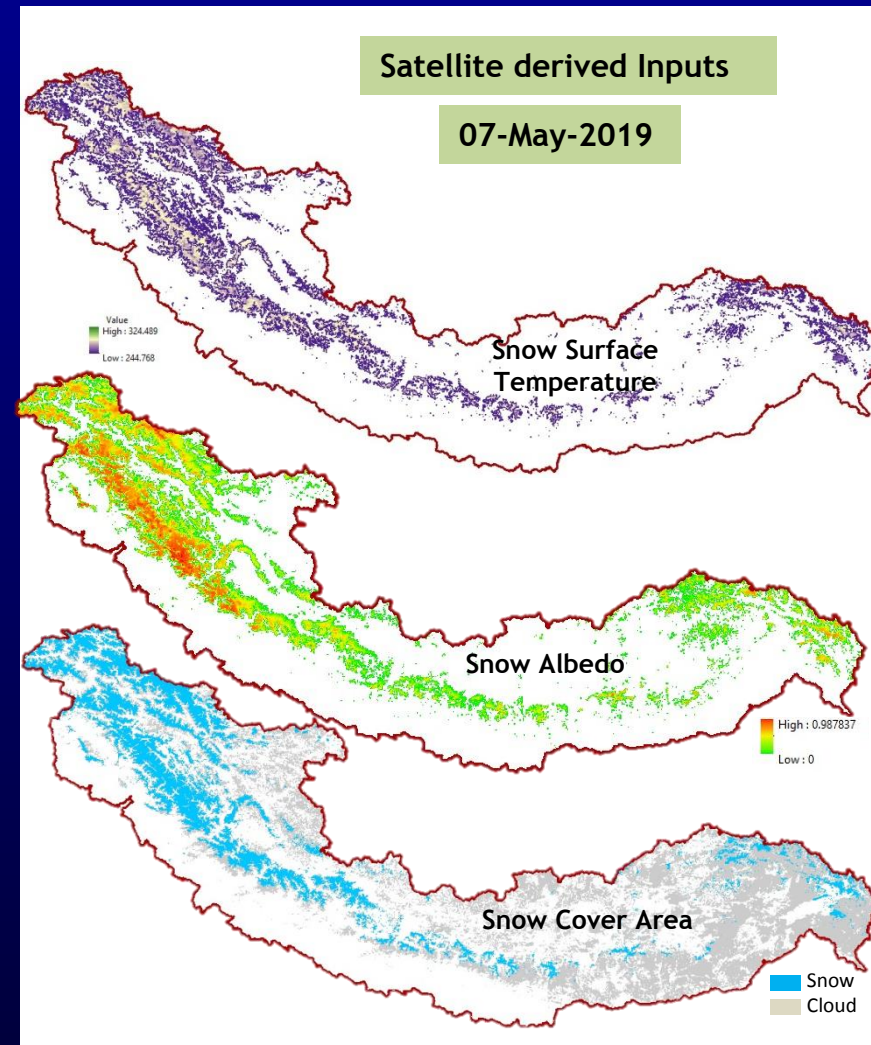 Satellite derived Inputs
07-May-2019
Value
High : 324.489
Low : 244.768
Snow Surface
Temperature
Snow Albedo
High : 0.987837
Low : 0
Snow Cover Area
Snow
Cloud